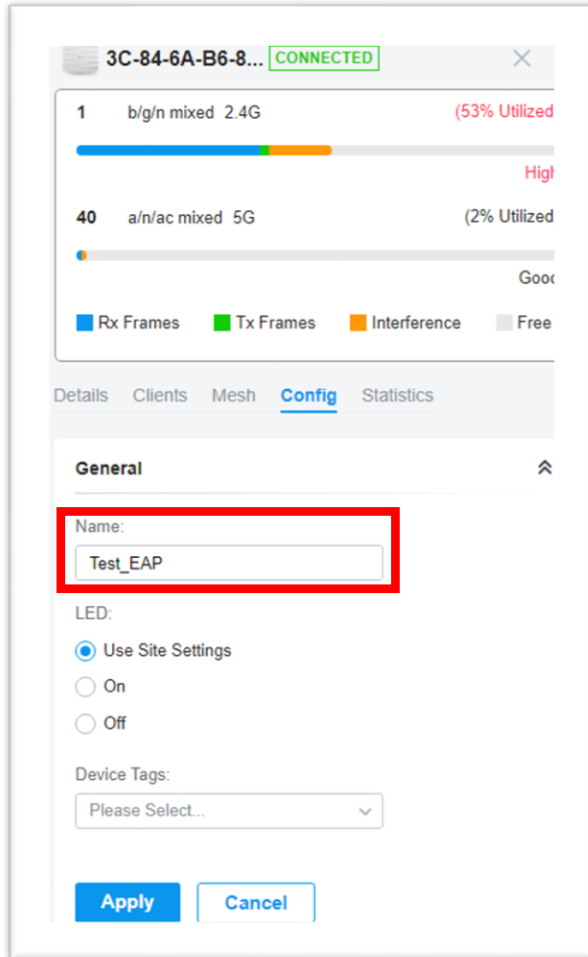 3C-84-6A-B6-8... CONNECTED
1 b/g/n mixed 2.4G (53% Utilized
High
40 a/n/ac mixed 5G (2% Utilized
Good
Rx Frames Tx Frames Interference Free
Details Clients Mesh Config Statistics
General
Name:
Test_EAP
LED:
Use Site Settings
On
Off
Device Tags:
Please Select...
Apply Cancel